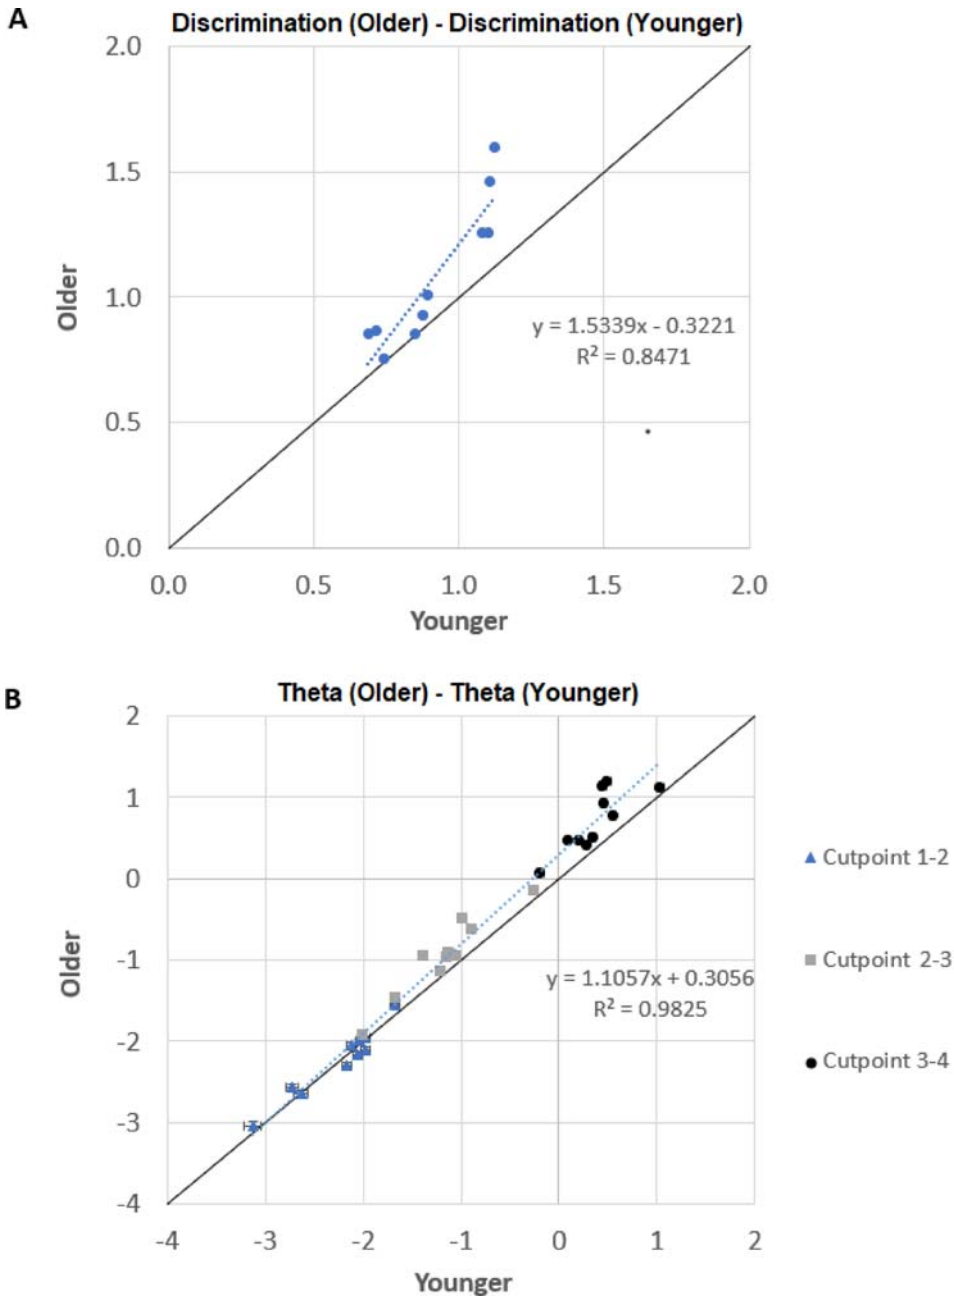 A
Discrimination (Older) - Discrimination (Younger)
2.0
1.5
1.0
0.5
0.0
Older
y = 1.5339x - 0.3221
R² = 0.8471
0.0 0.5 1.0 1.5 2.0
Younger
B
Theta (Older) - Theta (Younger)
2
1
0
-1
-2
-3
-4
Older
y = 1.1057x + 0.3056
R² = 0.9825
Cutpoint 1-2
Cutpoint 2-3
Cutpoint 3-4
-4 -3 -2 -1 0 1 2
Younger